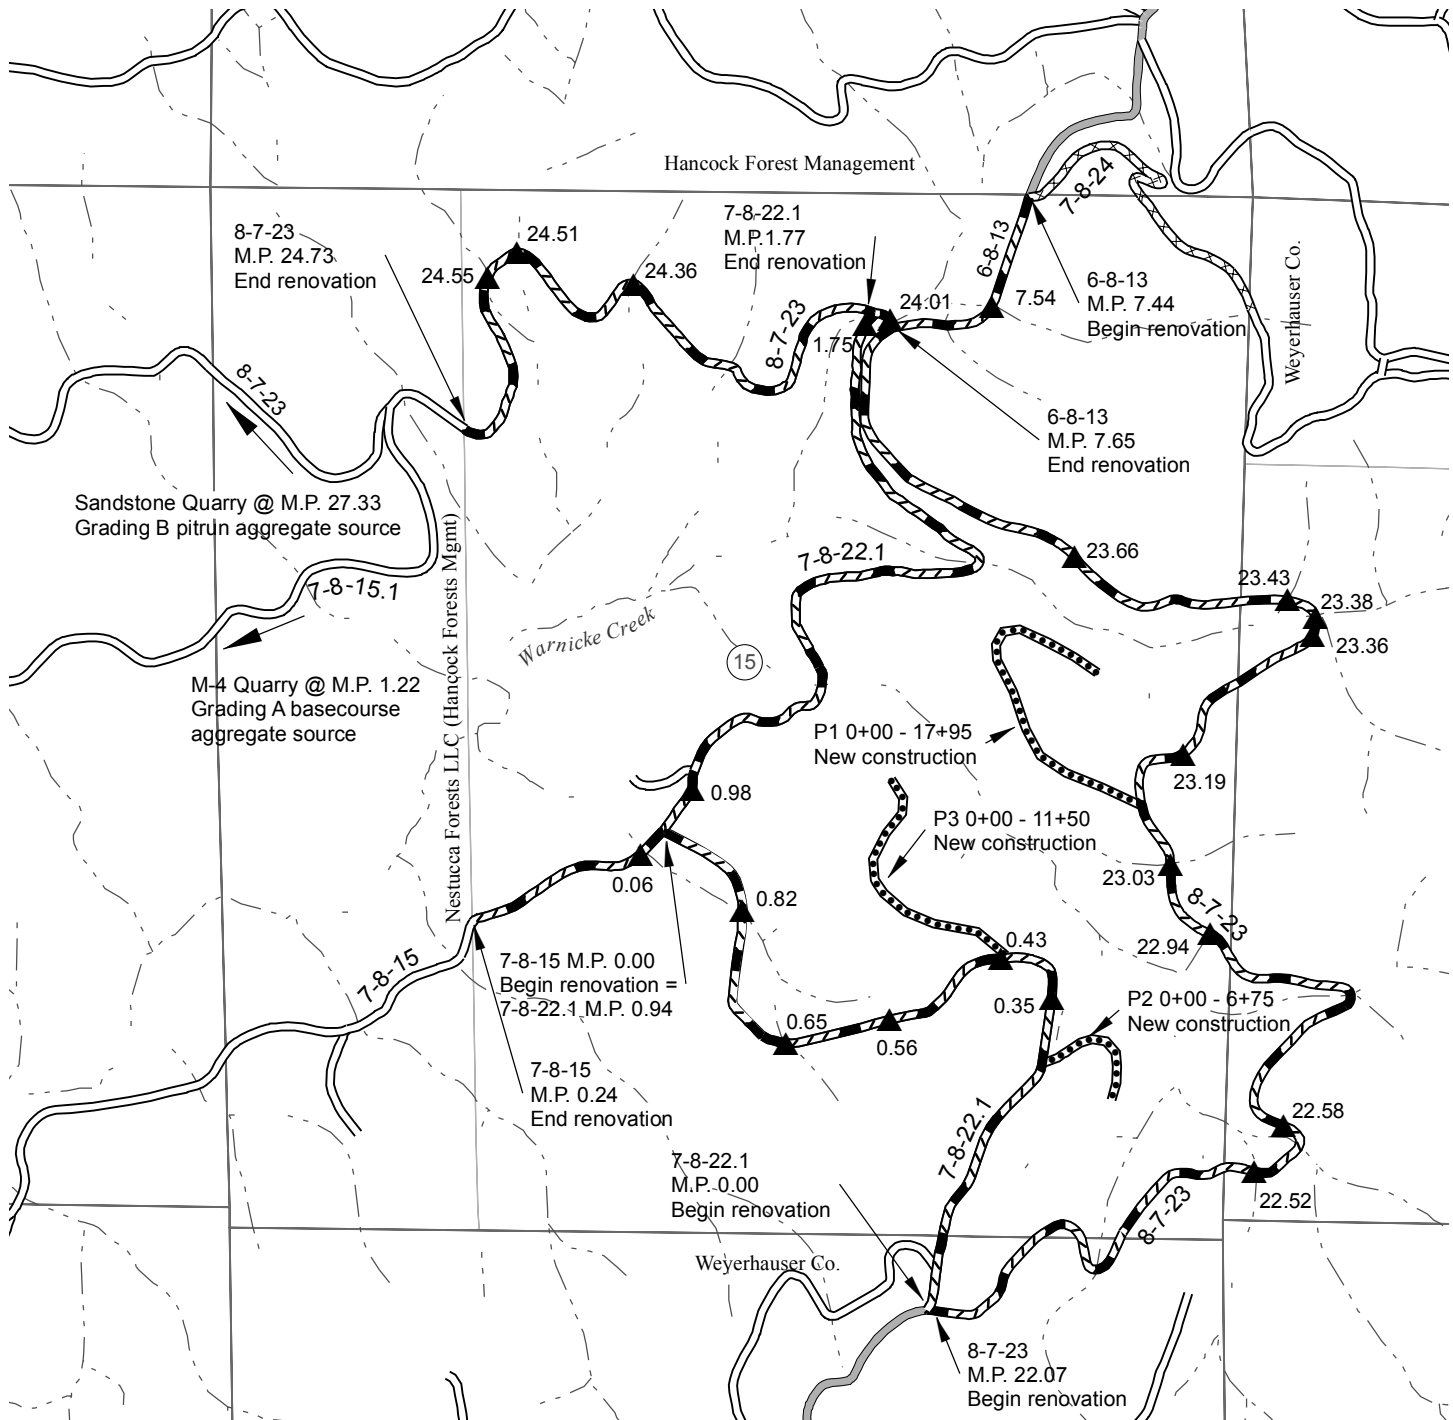 Hancock Forest Management
7-8-24
8-7-23
M.P. 24.73
End renovation
24.55
24.51
24.36
7-8-22.1
M.P.1.77
End renovation
8-7-23
1.75
24.01
6-8-13
7.54
6-8-13
M.P. 7.44
Begin renovation
Weyerhauser Co.
6-8-13
M.P. 7.65
End renovation
8-7-23
Sandstone Quarry @ M.P. 27.33
Grading B pitrun aggregate source
7-8-15.1
M-4 Quarry @ M.P. 1.22
Grading A basecourse
aggregate source
Nestucca Forests LLC (Hancock Forests Mgmt)
Warnicke Creek
15
7-8-22.1
23.66
23.43
23.38
23.36
P1 0+00 - 17+95
New construction
23.19
0.98
P3 0+00 - 11+50
New construction
0.06
0.82
23.03
8-7-23
22.94
0.43
7-8-15
7-8-15 M.P. 0.00
Begin renovation =
7-8-22.1 M.P. 0.94
0.35
P2 0+00 - 6+75
New construction
0.65
0.56
7-8-15
M.P. 0.24
End renovation
7-8-22.1
22.58
7-8-22.1
M.P. 0.00
Begin renovation
22.52
8-7-23
Weyerhauser Co.
8-7-23
M.P. 22.07
Begin renovation